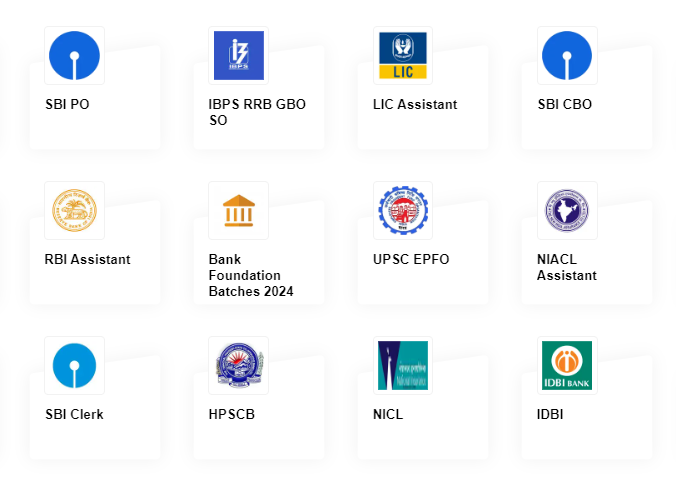 IBPS
LIC
SBI PO
IBPS RRB GBO
SO
LIC Assistant
SBI CBO
RBI Assistant
Bank
Foundation
Batches 2024
UPSC EPFO
NIACL
Assistant
IDBI BANK
SBI Clerk
HPSCB
NICL
IDBI